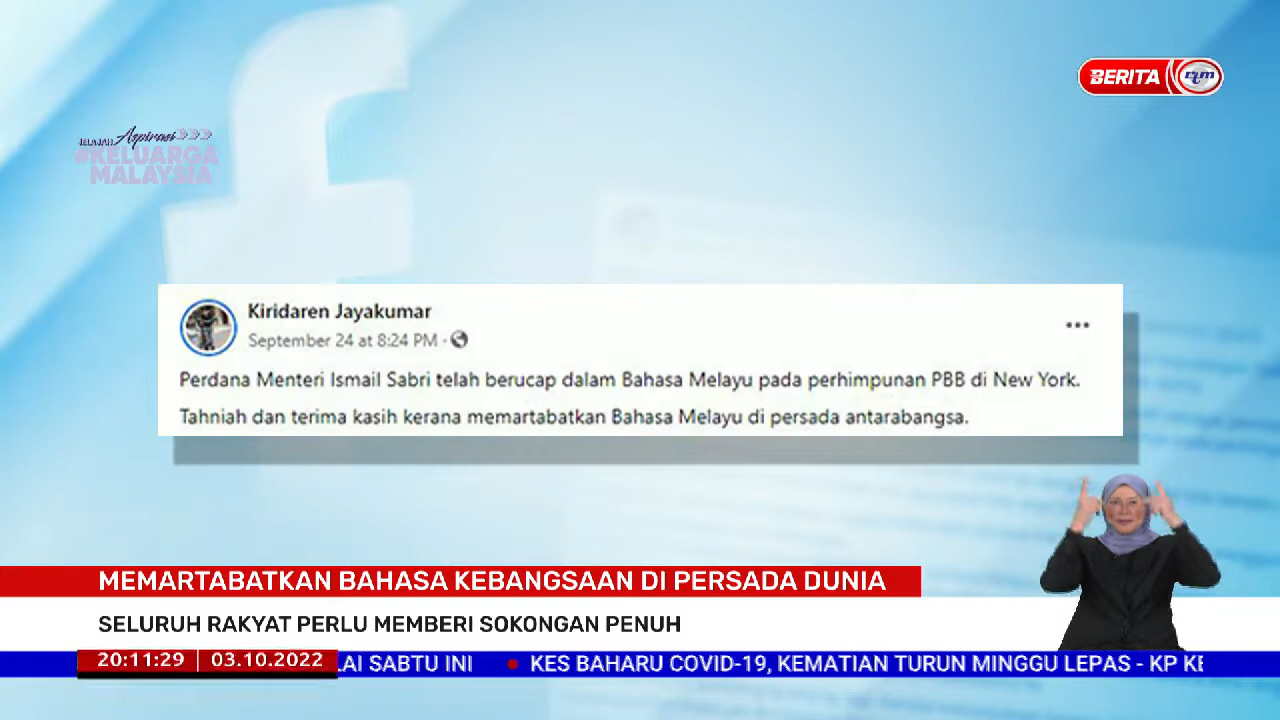 BERITA rtm
JELAJAH Aspirasi
#KELUARGA
MALAYSIA
Kiridaren Jayakumar
September 24 at 8:24 PM ·
Perdana Menteri Ismail Sabri telah berucap dalam Bahasa Melayu pada perhimpunan PBB di New York.
Tahniah dan terima kasih kerana memartabatkan Bahasa Melayu di persada antarabangsa.
MEMARTABATKAN BAHASA KEBANGSAAN DI PERSADA DUNIA
SELURUH RAKYAT PERLU MEMBERI SOKONGAN PENUH
20:11:29 | 03.10.2022 LAI SABTU INI • KES BAHARU COVID-19, KEMATIAN TURUN MINGGU LEPAS - KP KE